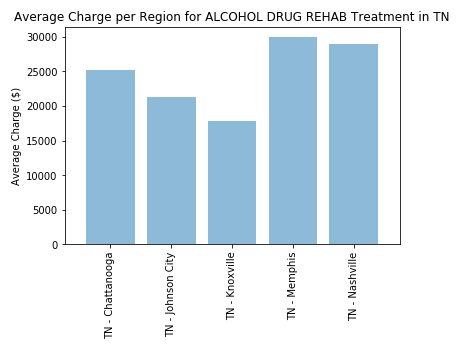 Average Charge per Region for ALCOHOL DRUG REHAB Treatment in TN
Average Charge ($)
30000
25000
20000
15000
10000
5000
0
TN - Chattanooga
TN - Johnson City
TN - Knoxville
TN - Memphis
TN - Nashville